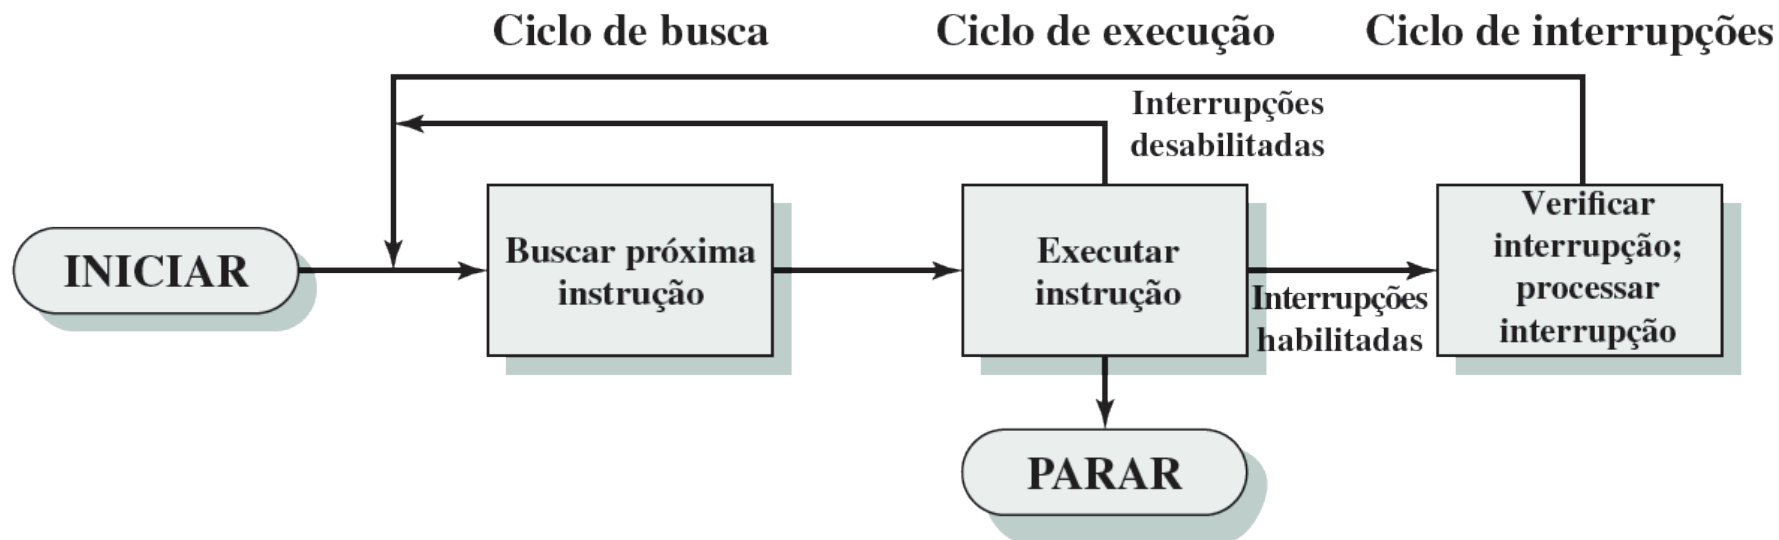 Ciclo de busca
Ciclo de execução
Ciclo de interrupções
Interrupções
desabilitadas
INICIAR
Buscar próxima
instrução
Executar
instrução
Interrupções
habilitadas
Verificar
interrupção;
processar
interrupção
PARAR